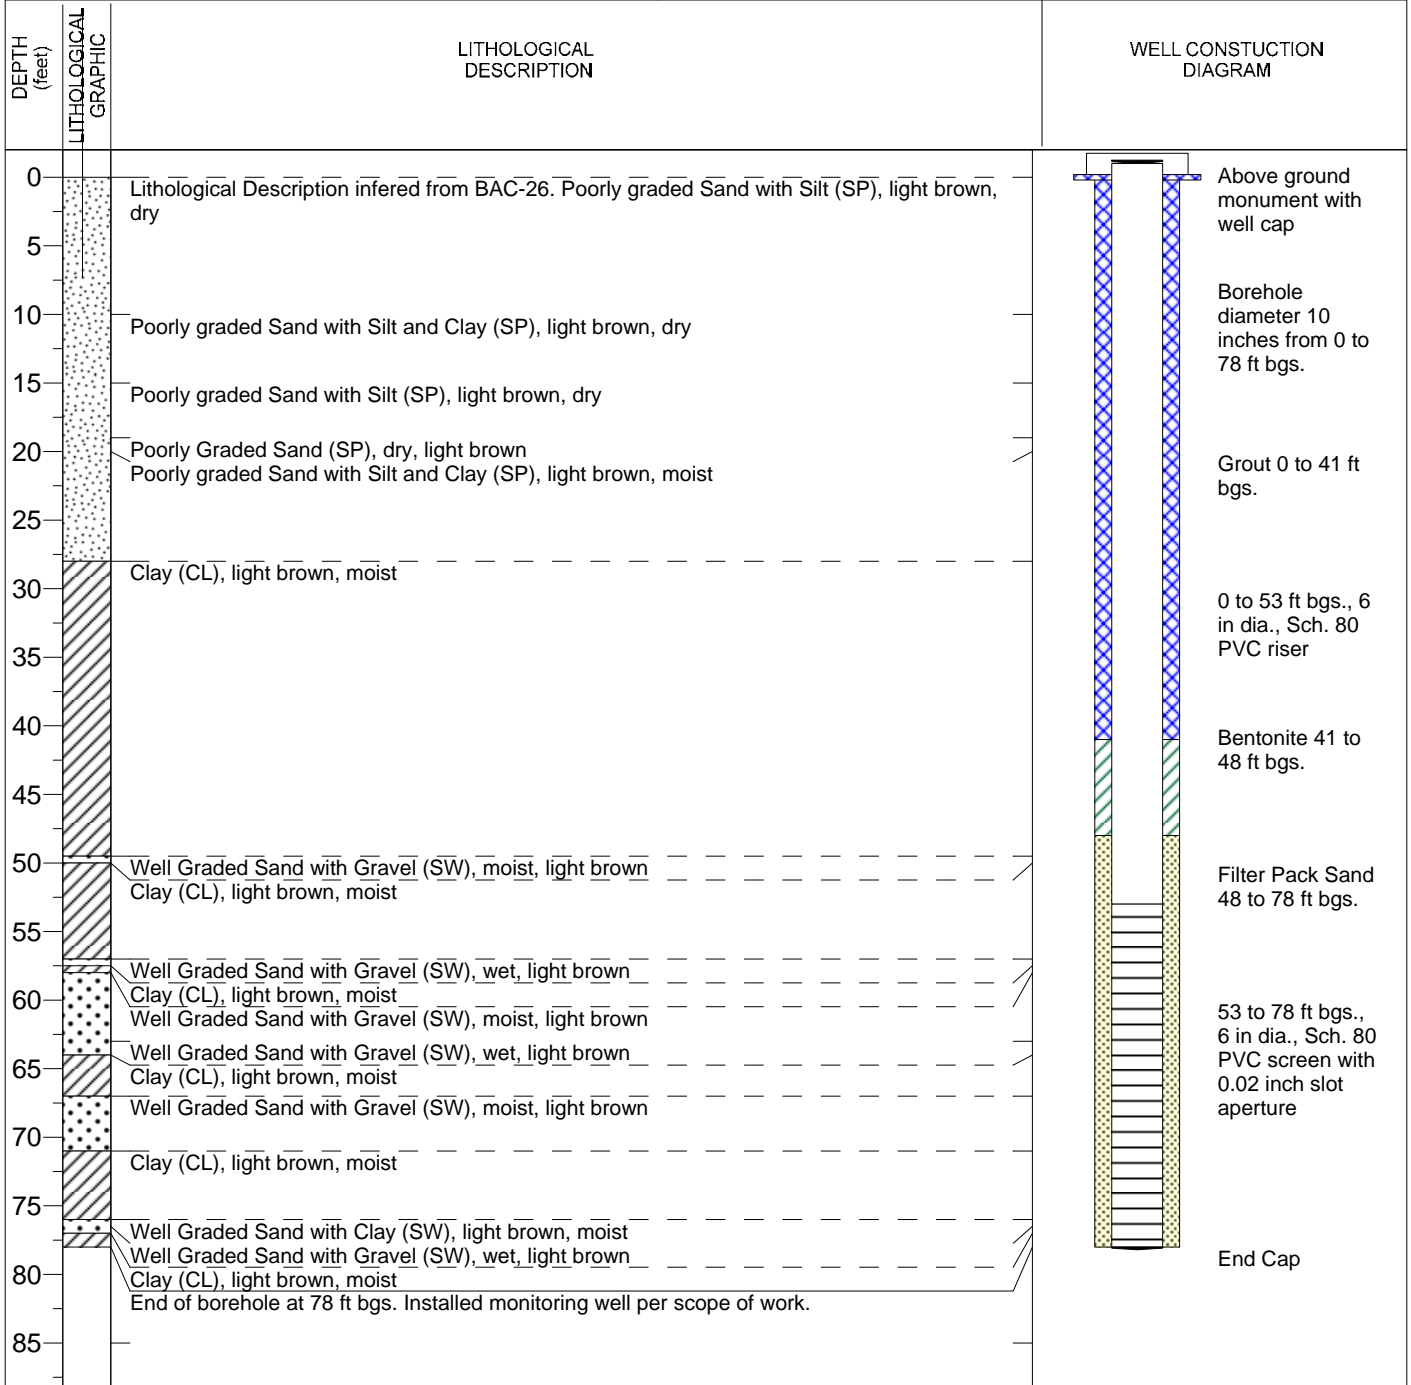 DEPTH
(feet)
LITHOLOGICAL
GRAPHIC
LITHOLOGICAL
DESCRIPTION
WELL CONSTUCTION
DIAGRAM
0
5
10
15
20
25
30
35
40
45
50
55
60
65
70
75
80
85
Lithological Description infered from BAC-26. Poorly graded Sand with Silt (SP), light brown,
dry
Poorly graded Sand with Silt and Clay (SP), light brown, dry
Poorly graded Sand with Silt (SP), light brown, dry
Poorly Graded Sand (SP), dry, light brown
Poorly graded Sand with Silt and Clay (SP), light brown, moist
Clay (CL), light brown, moist
Well Graded Sand with Gravel (SW), moist, light brown
Clay (CL), light brown, moist
Well Graded Sand with Gravel (SW), wet, light brown
Clay (CL), light brown, moist
Well Graded Sand with Gravel (SW), moist, light brown
Well Graded Sand with Gravel (SW), wet, light brown
Clay (CL), light brown, moist
Well Graded Sand with Gravel (SW), moist, light brown
Clay (CL), light brown, moist
Well Graded Sand with Clay (SW), light brown, moist
Well Graded Sand with Gravel (SW), wet, light brown
Clay (CL), light brown, moist
End of borehole at 78 ft bgs. Installed monitoring well per scope of work.
Above ground
monument with
well cap
Borehole
diameter 10
inches from 0 to
78 ft bgs.
Grout 0 to 41 ft
bgs.
0 to 53 ft bgs., 6
in dia., Sch. 80
PVC riser
Bentonite 41 to
48 ft bgs.
Filter Pack Sand
48 to 78 ft bgs.
53 to 78 ft bgs.,
6 in dia., Sch. 80
PVC screen with
0.02 inch slot
aperture
End Cap